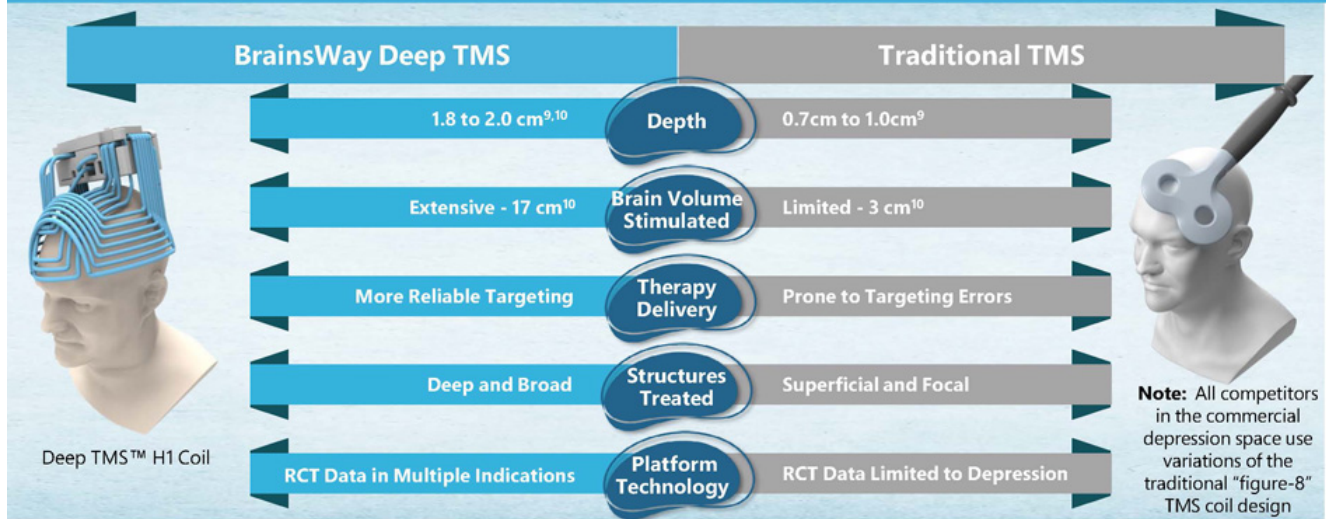 BrainsWay Deep TMS
Traditional TMS
1.8 to 2.0 cm⁹,¹⁰
Depth
0.7cm to 1.0cm⁹
Extensive - 17 cm¹⁰
Brain Volume
Stimulated
Limited - 3 cm¹⁰
More Reliable Targeting
Therapy
Delivery
Prone to Targeting Errors
Deep and Broad
Structures
Treated
Superficial and Focal
RCT Data in Multiple Indications
Platform
Technology
RCT Data Limited to Depression
Deep TMS™ H1 Coil
Note: All competitors
in the commercial
depression space use
variations of the
traditional “figure-8”
TMS coil design